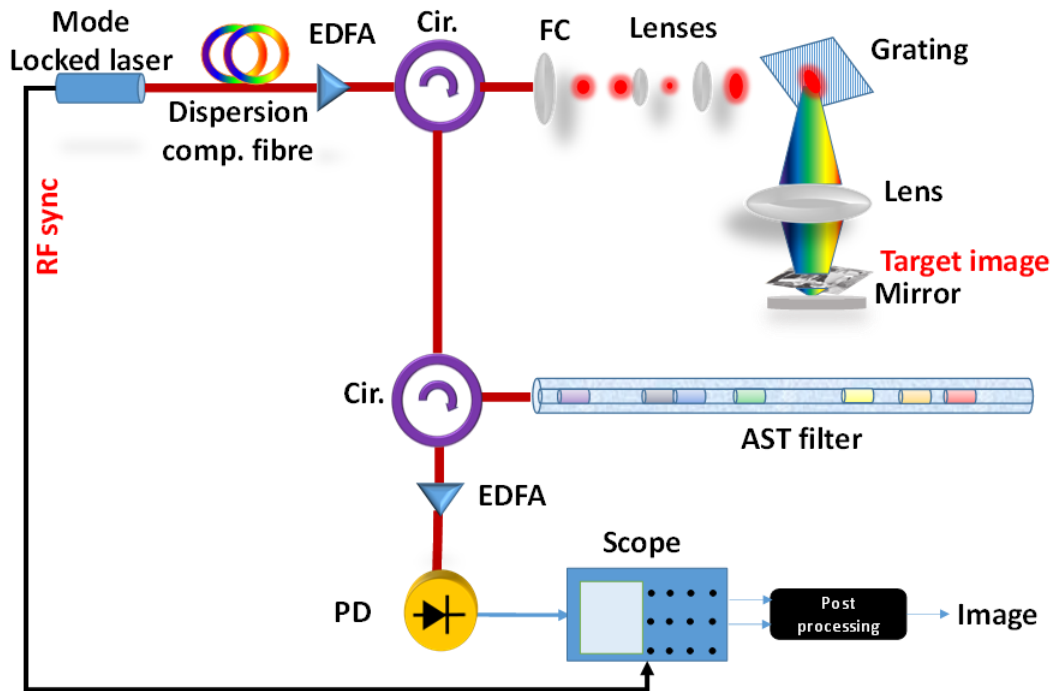 Mode
Locked laser
EDFA
Cir.
FC
Lenses
Grating
Dispersion
comp. fibre
Lens
RF sync
Target image
Mirror
Cir.
AST filter
EDFA
Scope
PD
Post
processing
Image